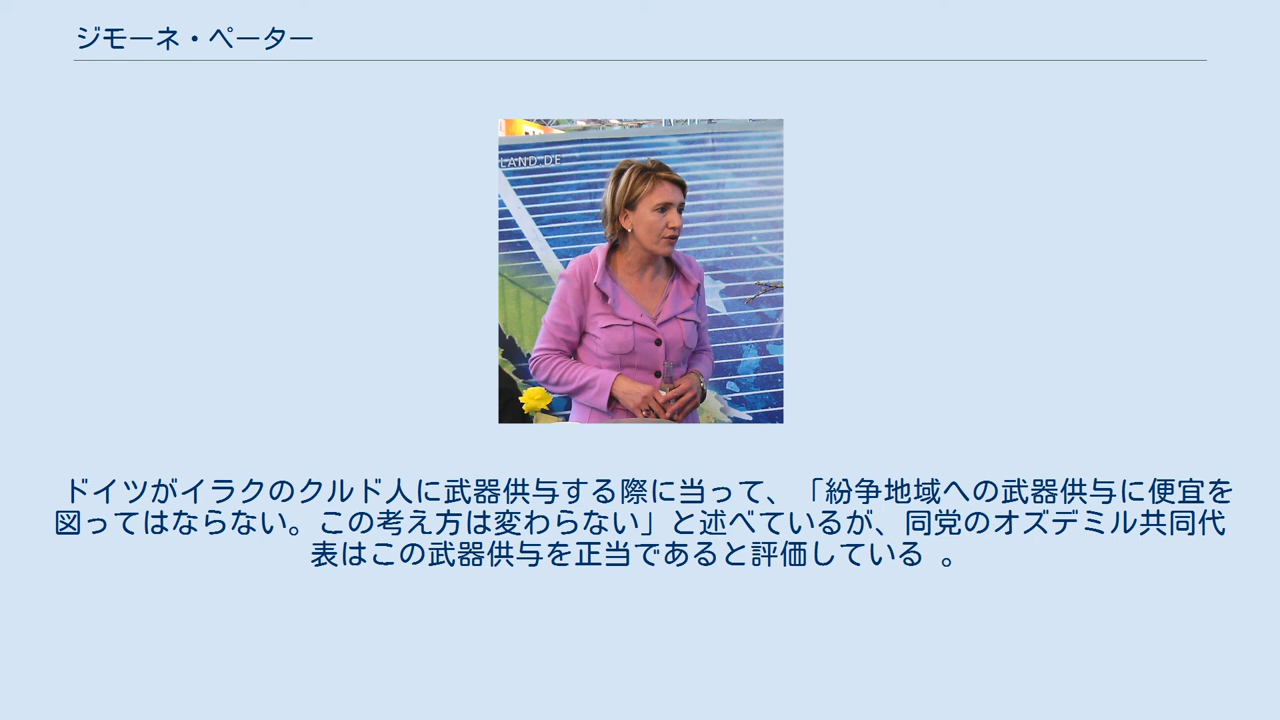 ジモーネ・ペーター
LAND.DE
ドイツがイラクのクルド人に武器供与する際に当って、「紛争地域への武器供与に便宜を
図ってはならない。この考え方は変わらない」と述べているが、同党のオズデミル共同代
表はこの武器供与を正当であると評価している 。